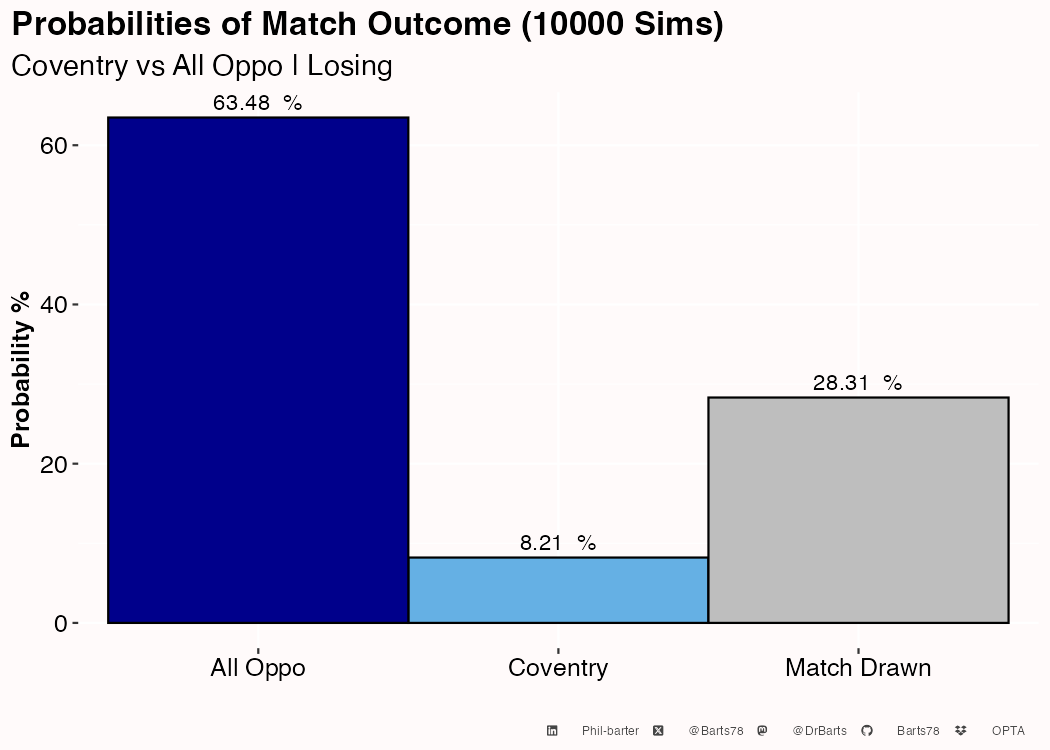 Probabilities of Match Outcome (10000 Sims)
Coventry vs All Oppo | Losing
63.48 %
60
40
28.31 %
Probability %
20
8.21 %
0
All Oppo Coventry Match Drawn
Phil-barter @Barts78 @DrBarts Barts78 OPTA